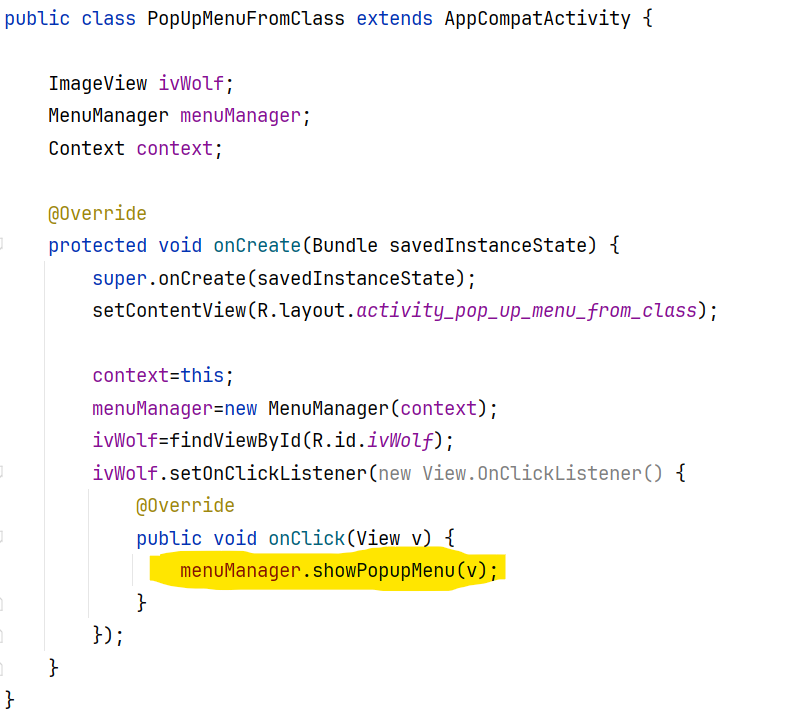 public class PopUpMenuFromClass extends AppCompatActivity {
ImageView ivWolf;
MenuManager menuManager;
Context context;
@Override
protected void onCreate(Bundle savedInstanceState) {
super.onCreate(savedInstanceState);
setContentView(R.layout.activity_pop_up_menu_from_class);
context=this;
menuManager=new MenuManager(context);
ivWolf=findViewById(R.id.ivWolf);
ivWolf.setOnClickListener(new View.OnClickListener() {
@Override
public void onClick(View v) {
menuManager.showPopupMenu(v);
}
});
}
}